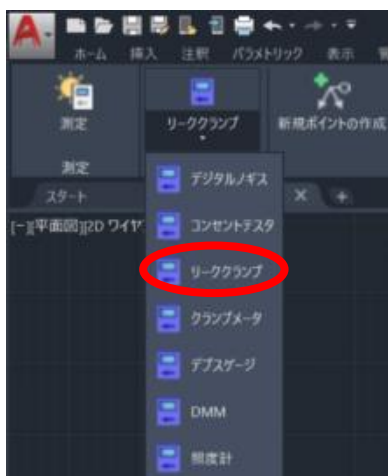 A
ホーム 挿入 注釈 パラメトリック 表示
測定 リーククランプ 新規ポイントの作成
測定
スタート
[−][平面図][2D ワイヤ
デジタルノギス
コンセントテスタ
リーククランプ
クランプメータ
デプスゲージ
DMM
照度計